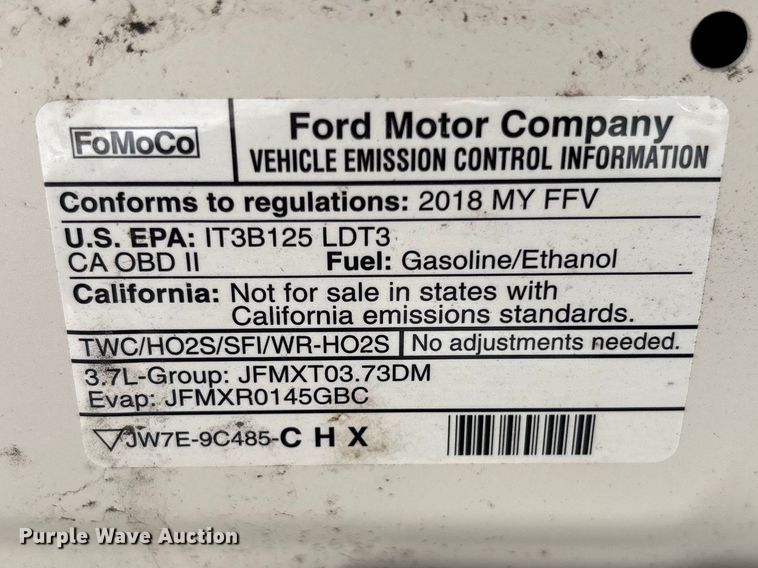 FoMoCo
Ford Motor Company
VEHICLE EMISSION CONTROL INFORMATION
Conforms to regulations: 2018 MY FFV
U.S. EPA: IT3B125 LDT3
CA OBD II Fuel: Gasoline/Ethanol
California: Not for sale in states with
California emissions standards.
TWC/HO2S/SFI/WR-HO2S No adjustments needed.
3.7L-Group: JFMXT03.73DM
Evap: JFMXR0145GBC
JW7E-9C485-C H X
Purple Wave Auction